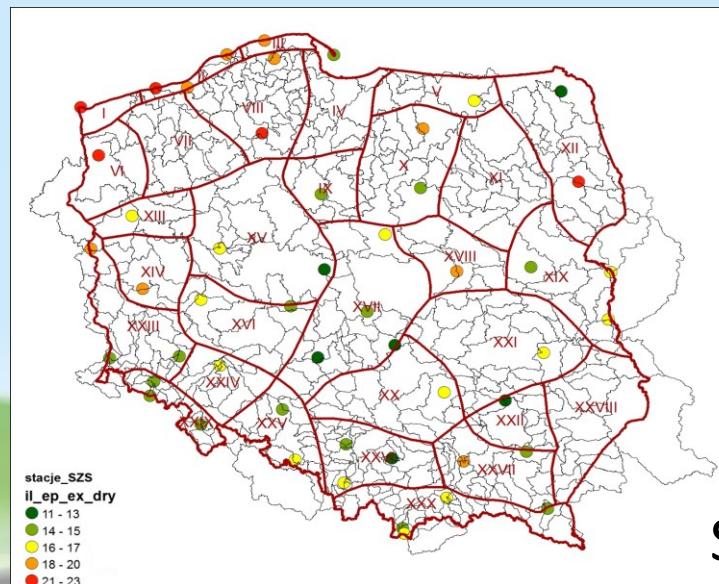 III
II
I
VIII
IV
V
VII
VI
XII
X
XI
IX
XIII
XV
XVIII
XIX
XIV
XVII
XVI
XXIII
XXI
XXIV
XX
XXV
XXII
XXVIII
XXVII
XXX
stacje_SZS
il_ep_ex_dry
11 - 13
14 - 15
16 - 17
18 - 20
21 - 23